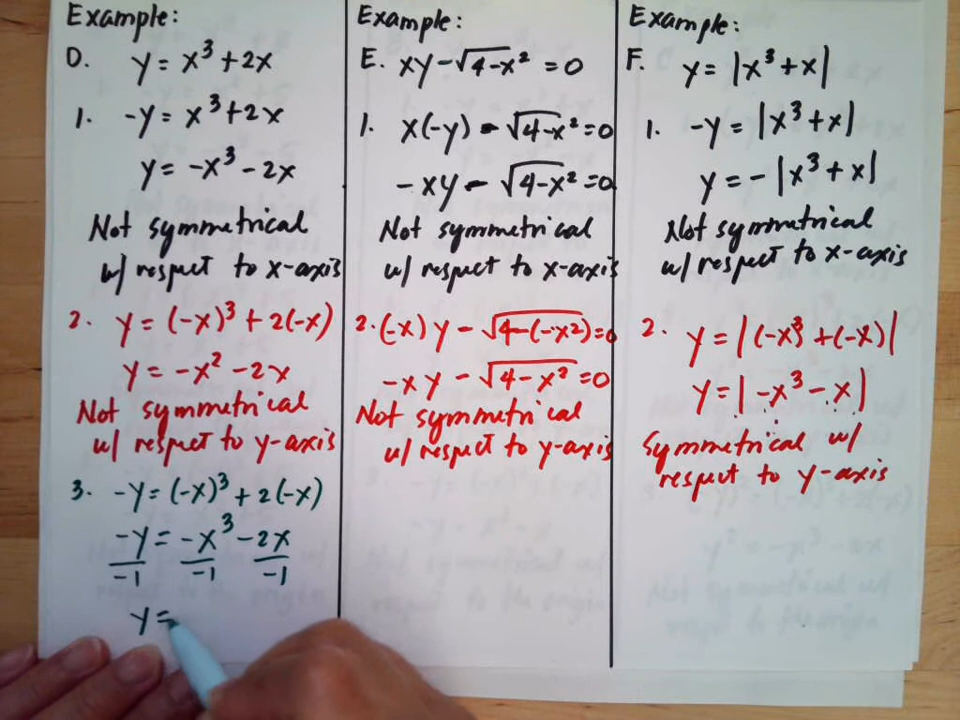 Example:
D. y = x³ + 2x
1. -y = x³ + 2x
y = -x³ - 2x
Not symmetrical
w/ respect to x-axis
2. y = (-x)³ + 2(-x)
y = -x² - 2x
Not symmetrical
w/ respect to y-axis
3. -y = (-x)³ + 2(-x)
-y = -x³ - 2x
-1 -1 -1
y =
Example:
E. xy - √4-x² = 0
1. x(-y) - √4-x² = 0
-xy - √4-x² = 0
Not symmetrical
w/ respect to x-axis
2. (-x)y - √4-(-x²) = 0
-xy - √4-x² = 0
Not symmetrical
w/ respect to y-axis
Example:
F. y = |x³ + x|
1. -y = |x³ + x|
y = -|x³ + x|
Not symmetrical
w/ respect to x-axis
2. y = |(-x³ + (-x)|
y = |-x³ - x|
Symmetrical w/
respect to y-axis